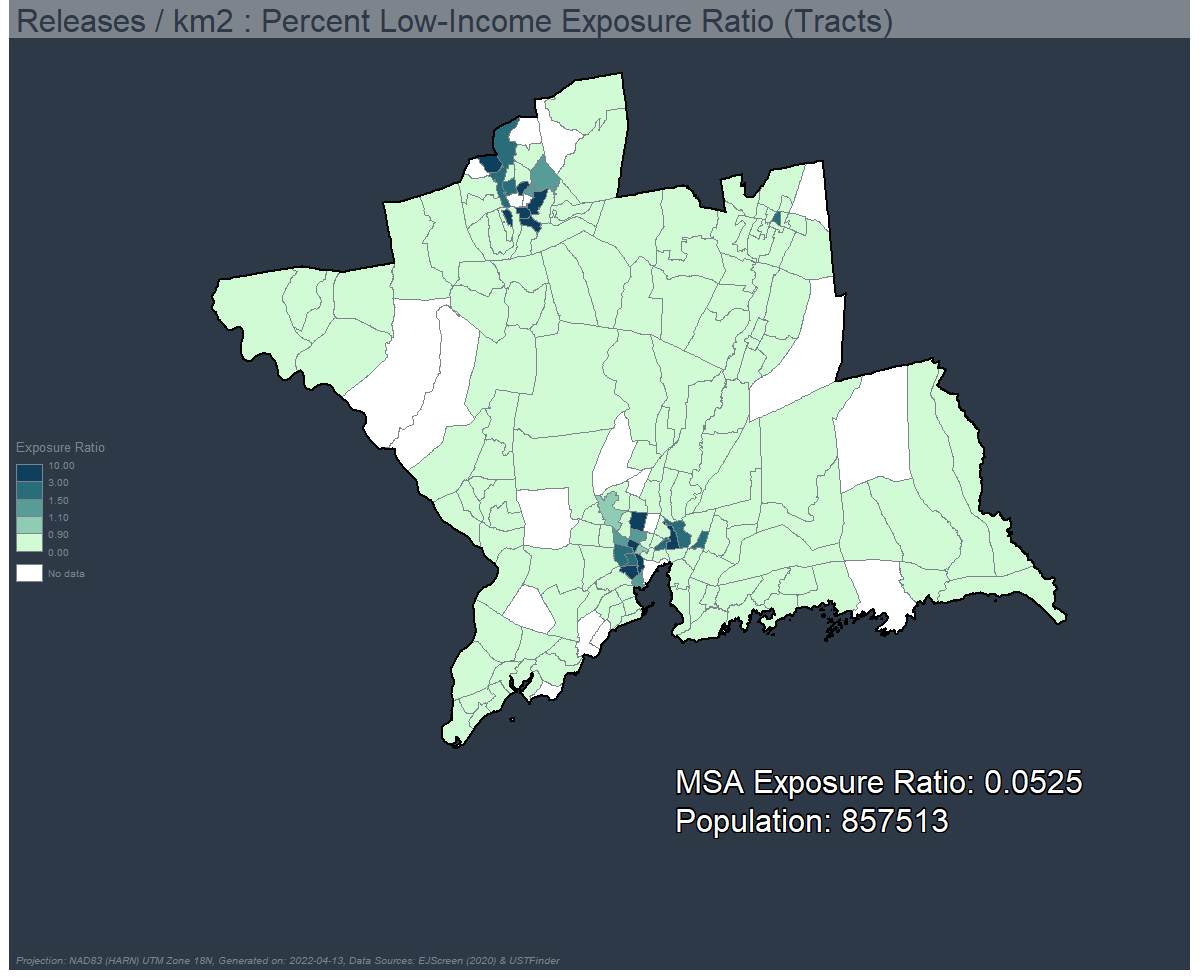 Releases / km2 : Percent Low-Income Exposure Ratio (Tracts)
Exposure Ratio
10.00
3.00
1.50
1.10
0.90
0.00
No data
MSA Exposure Ratio: 0.0525
Population: 857513
Projection: NAD83 (HARN) UTM Zone 18N, Generated on: 2022-04-13, Data Sources: EJScreen (2020) & USTFinder